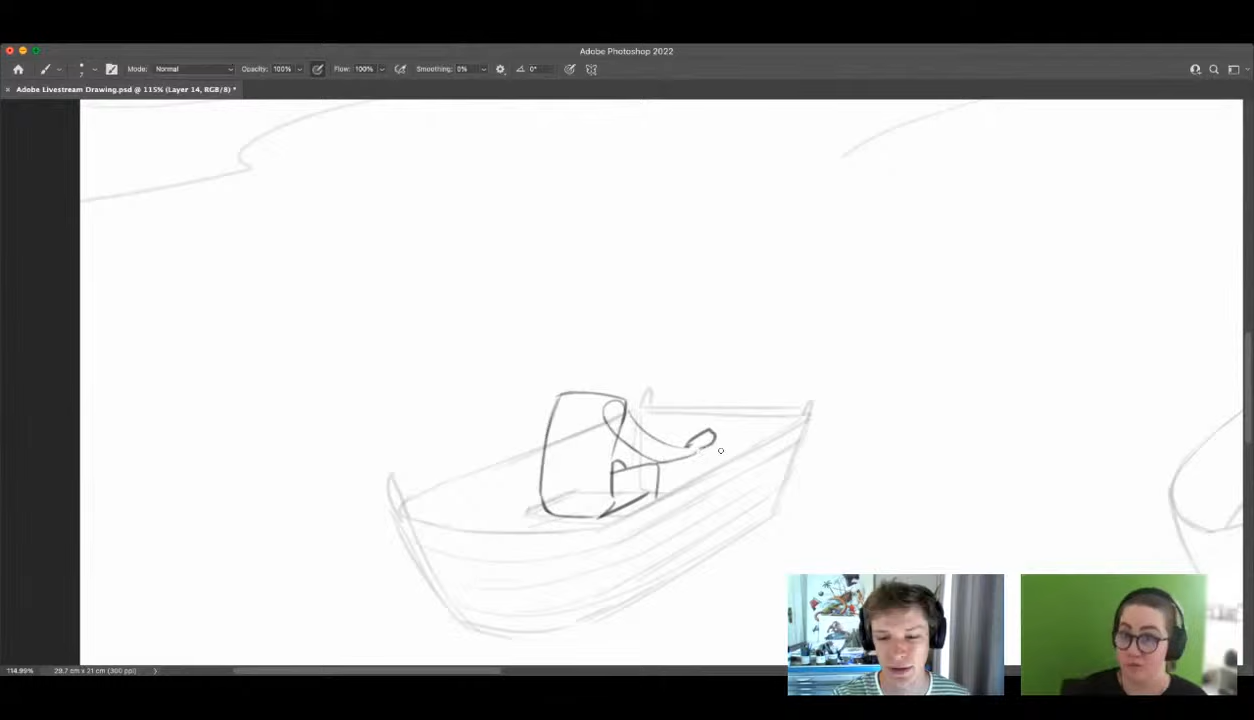 Adobe Photoshop 2022
Mode: Normal Opacity: 100% Flow: 100% Smoothing: 0% 0°
× Adobe Livestream Drawing.psd @ 115% (Layer 14, RGB/8) *
114.99% 29.7 cm x 21 cm (300 ppi)